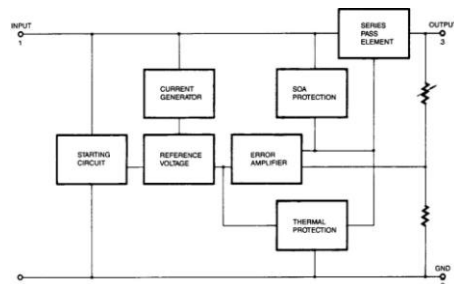 INPUT
1
SERIES
PASS
ELEMENT
OUTPUT
3
CURRENT
GENERATOR
SOA
PROTECTION
STARTING
CIRCUIT
REFERENCE
VOLTAGE
ERROR
AMPLIFIER
THERMAL
PROTECTION
GND